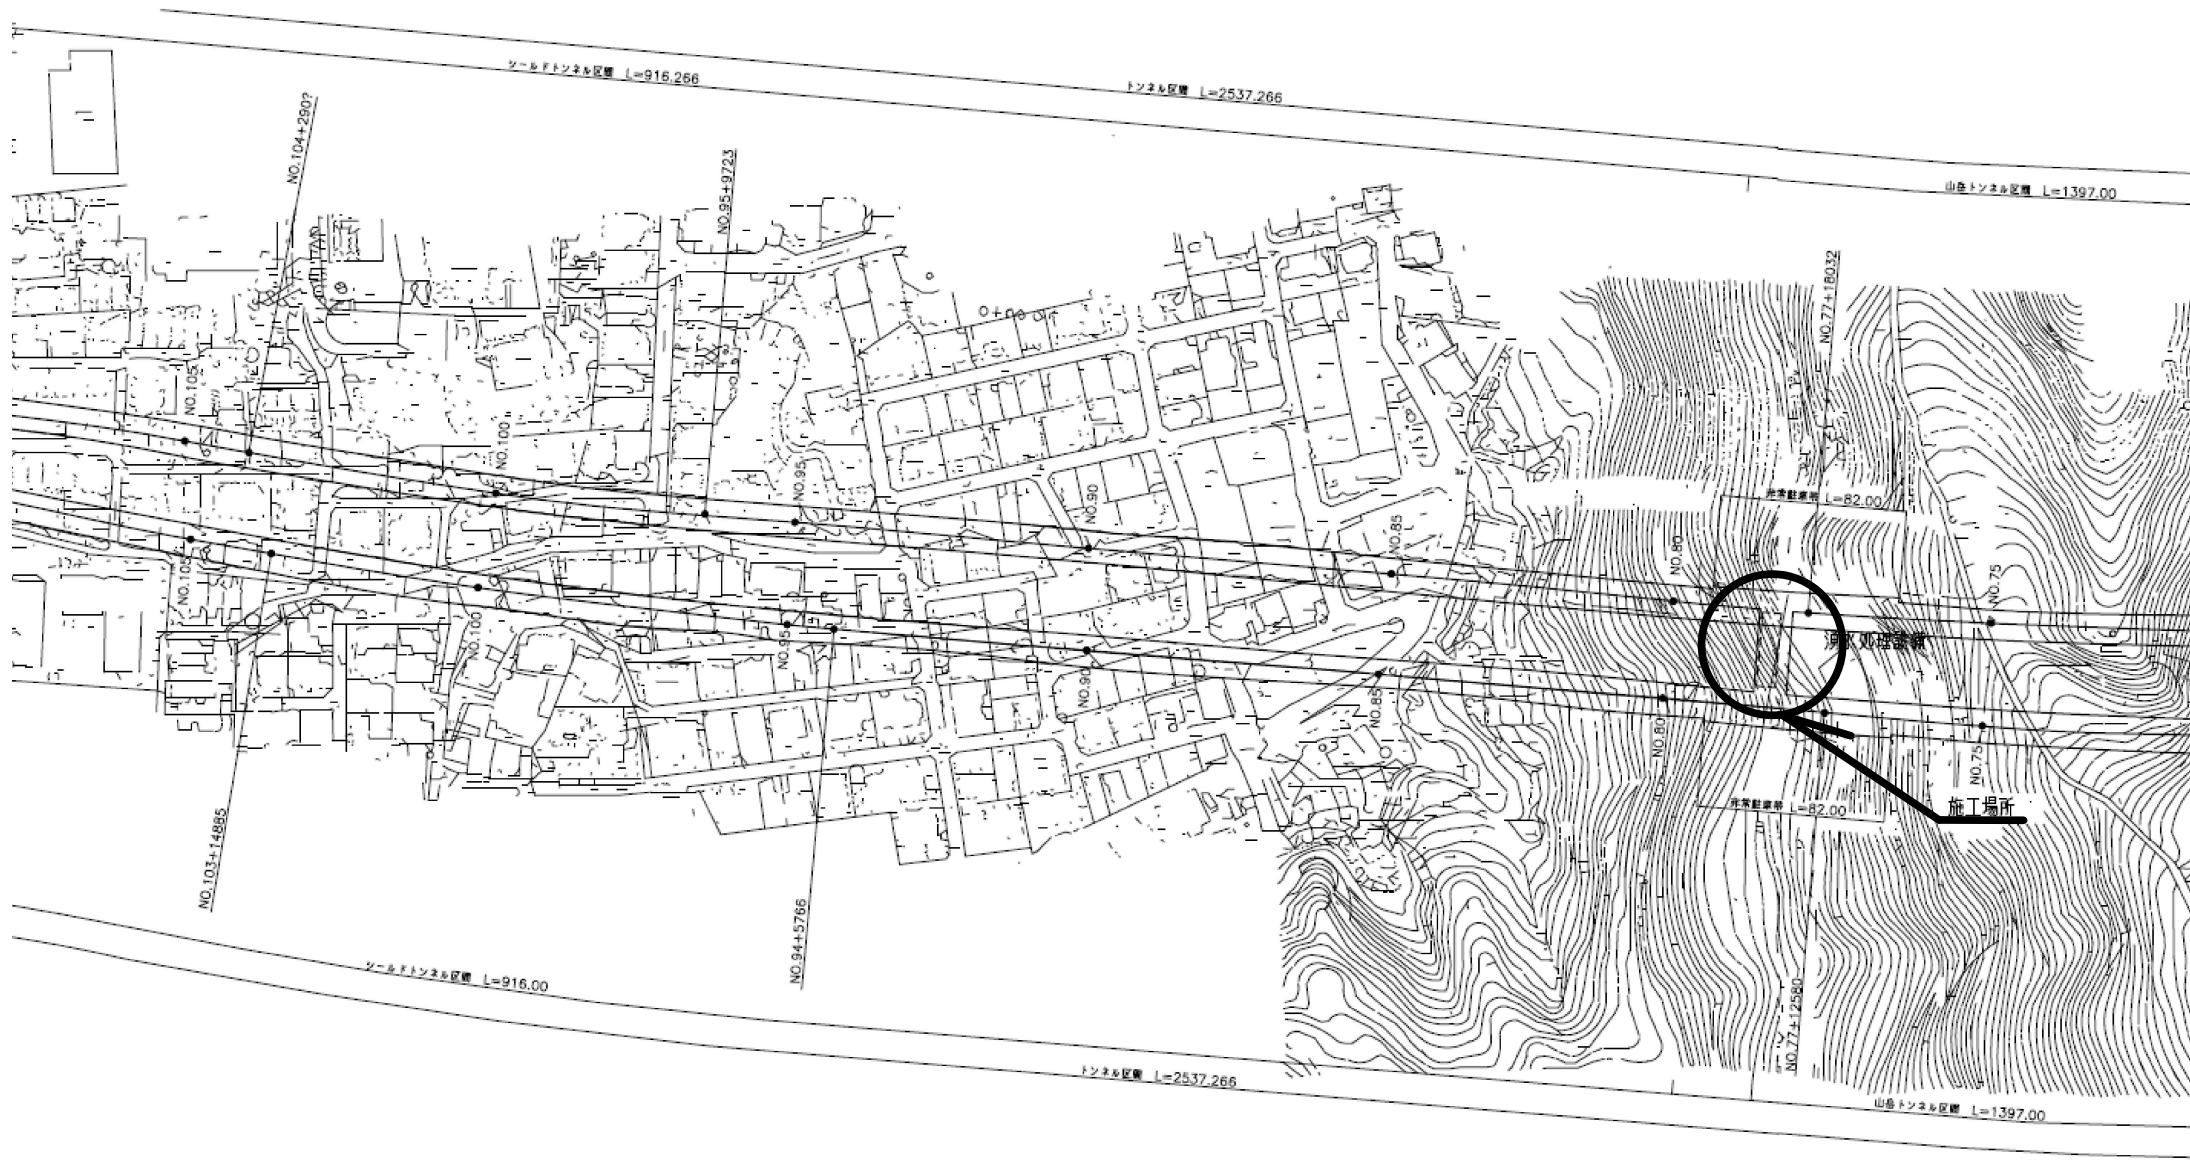 シールドトンネル区間 L=916.266
トンネル区間 L=2537.266
山岳トンネル区間 L=1397.00
NO.104+290?
NO.95+9723
NO.77+18032
NO.105
NO.100
NO.95
NO.90
NO.85
NO.80
NO.75
非常駐車帯 L=82.00
湧水処理設備
NO.105
NO.100
NO.95
NO.90
NO.85
NO.80
NO.75
非常駐車帯 L=82.00
施工場所
NO.103+14885
NO.94+5766
NO.77+12580
シールドトンネル区間 L=916.00
トンネル区間 L=2537.266
山岳トンネル区間 L=1397.00